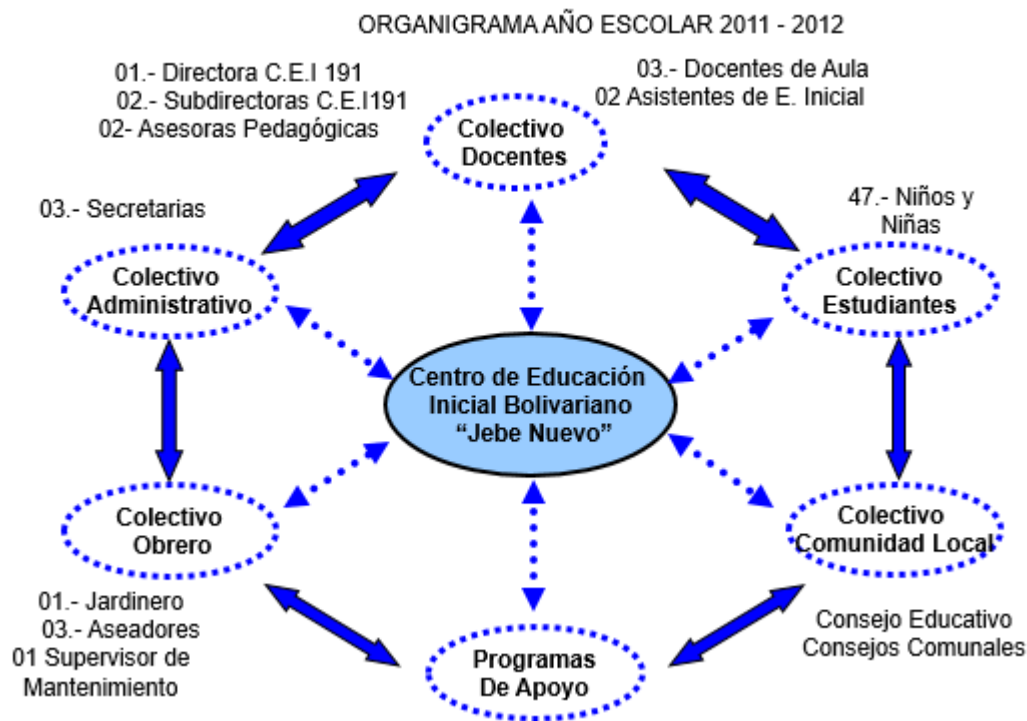 ORGANIGRAMA AÑO ESCOLAR 2011 - 2012
01.- Directora C.E.I 191
02.- Subdirectoras C.E.I191
02- Asesoras Pedagógicas
03.- Docentes de Aula
02 Asistentes de E. Inicial
Colectivo
Docentes
03.- Secretarias
47.- Niños y
Niñas
Colectivo
Administrativo
Colectivo
Estudiantes
Centro de Educación
Inicial Bolivariano
“Jebe Nuevo”
Colectivo
Obrero
Colectivo
Comunidad Local
01.- Jardinero
03.- Aseadores
01 Supervisor de
Mantenimiento
Programas
De Apoyo
Consejo Educativo
Consejos Comunales